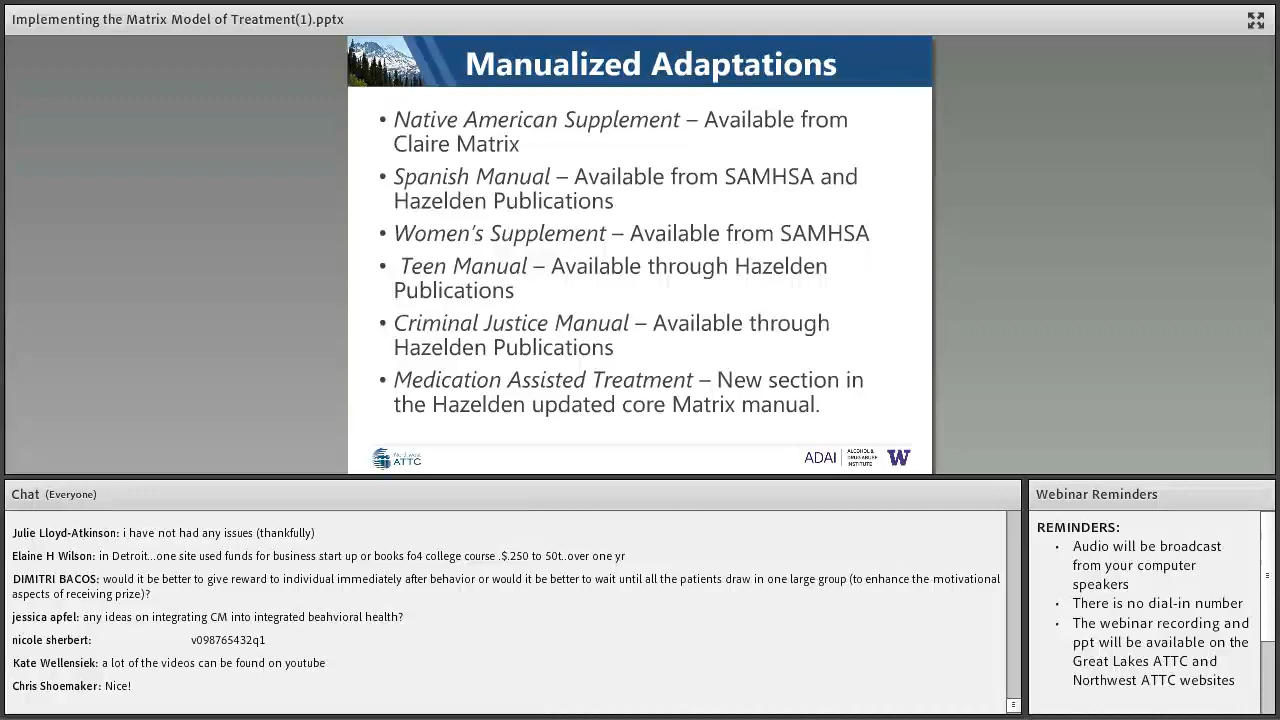 Implementing the Matrix Model of Treatment(1).pptx
Manualized Adaptations
• Native American Supplement – Available from
Claire Matrix
• Spanish Manual – Available from SAMHSA and
Hazelden Publications
• Women's Supplement – Available from SAMHSA
• Teen Manual – Available through Hazelden
Publications
• Criminal Justice Manual – Available through
Hazelden Publications
• Medication Assisted Treatment – New section in
the Hazelden updated core Matrix manual.
Northwest
ATTC
ADAI
ALCOHOL &
DRUG ABUSE
INSTITUTE
W
Chat (Everyone)
Julie Lloyd-Atkinson: i have not had any issues (thankfully)
Elaine H Wilson: in Detroit...one site used funds for business start up or books fo4 college course .$.250 to 50t..over one yr
DIMITRI BACOS: would it be better to give reward to individual immediately after behavior or would it be better to wait until all the patients draw in one large group (to enhance the motivational
aspects of receiving prize)?
jessica apfel: any ideas on integrating CM into integrated beahvioral health?
nicole sherbert: v098765432q1
Kate Wellensiek: a lot of the videos can be found on youtube
Chris Shoemaker: Nice!
Webinar Reminders
REMINDERS:
• Audio will be broadcast
from your computer
speakers
• There is no dial-in number
• The webinar recording and
ppt will be available on the
Great Lakes ATTC and
Northwest ATTC websites